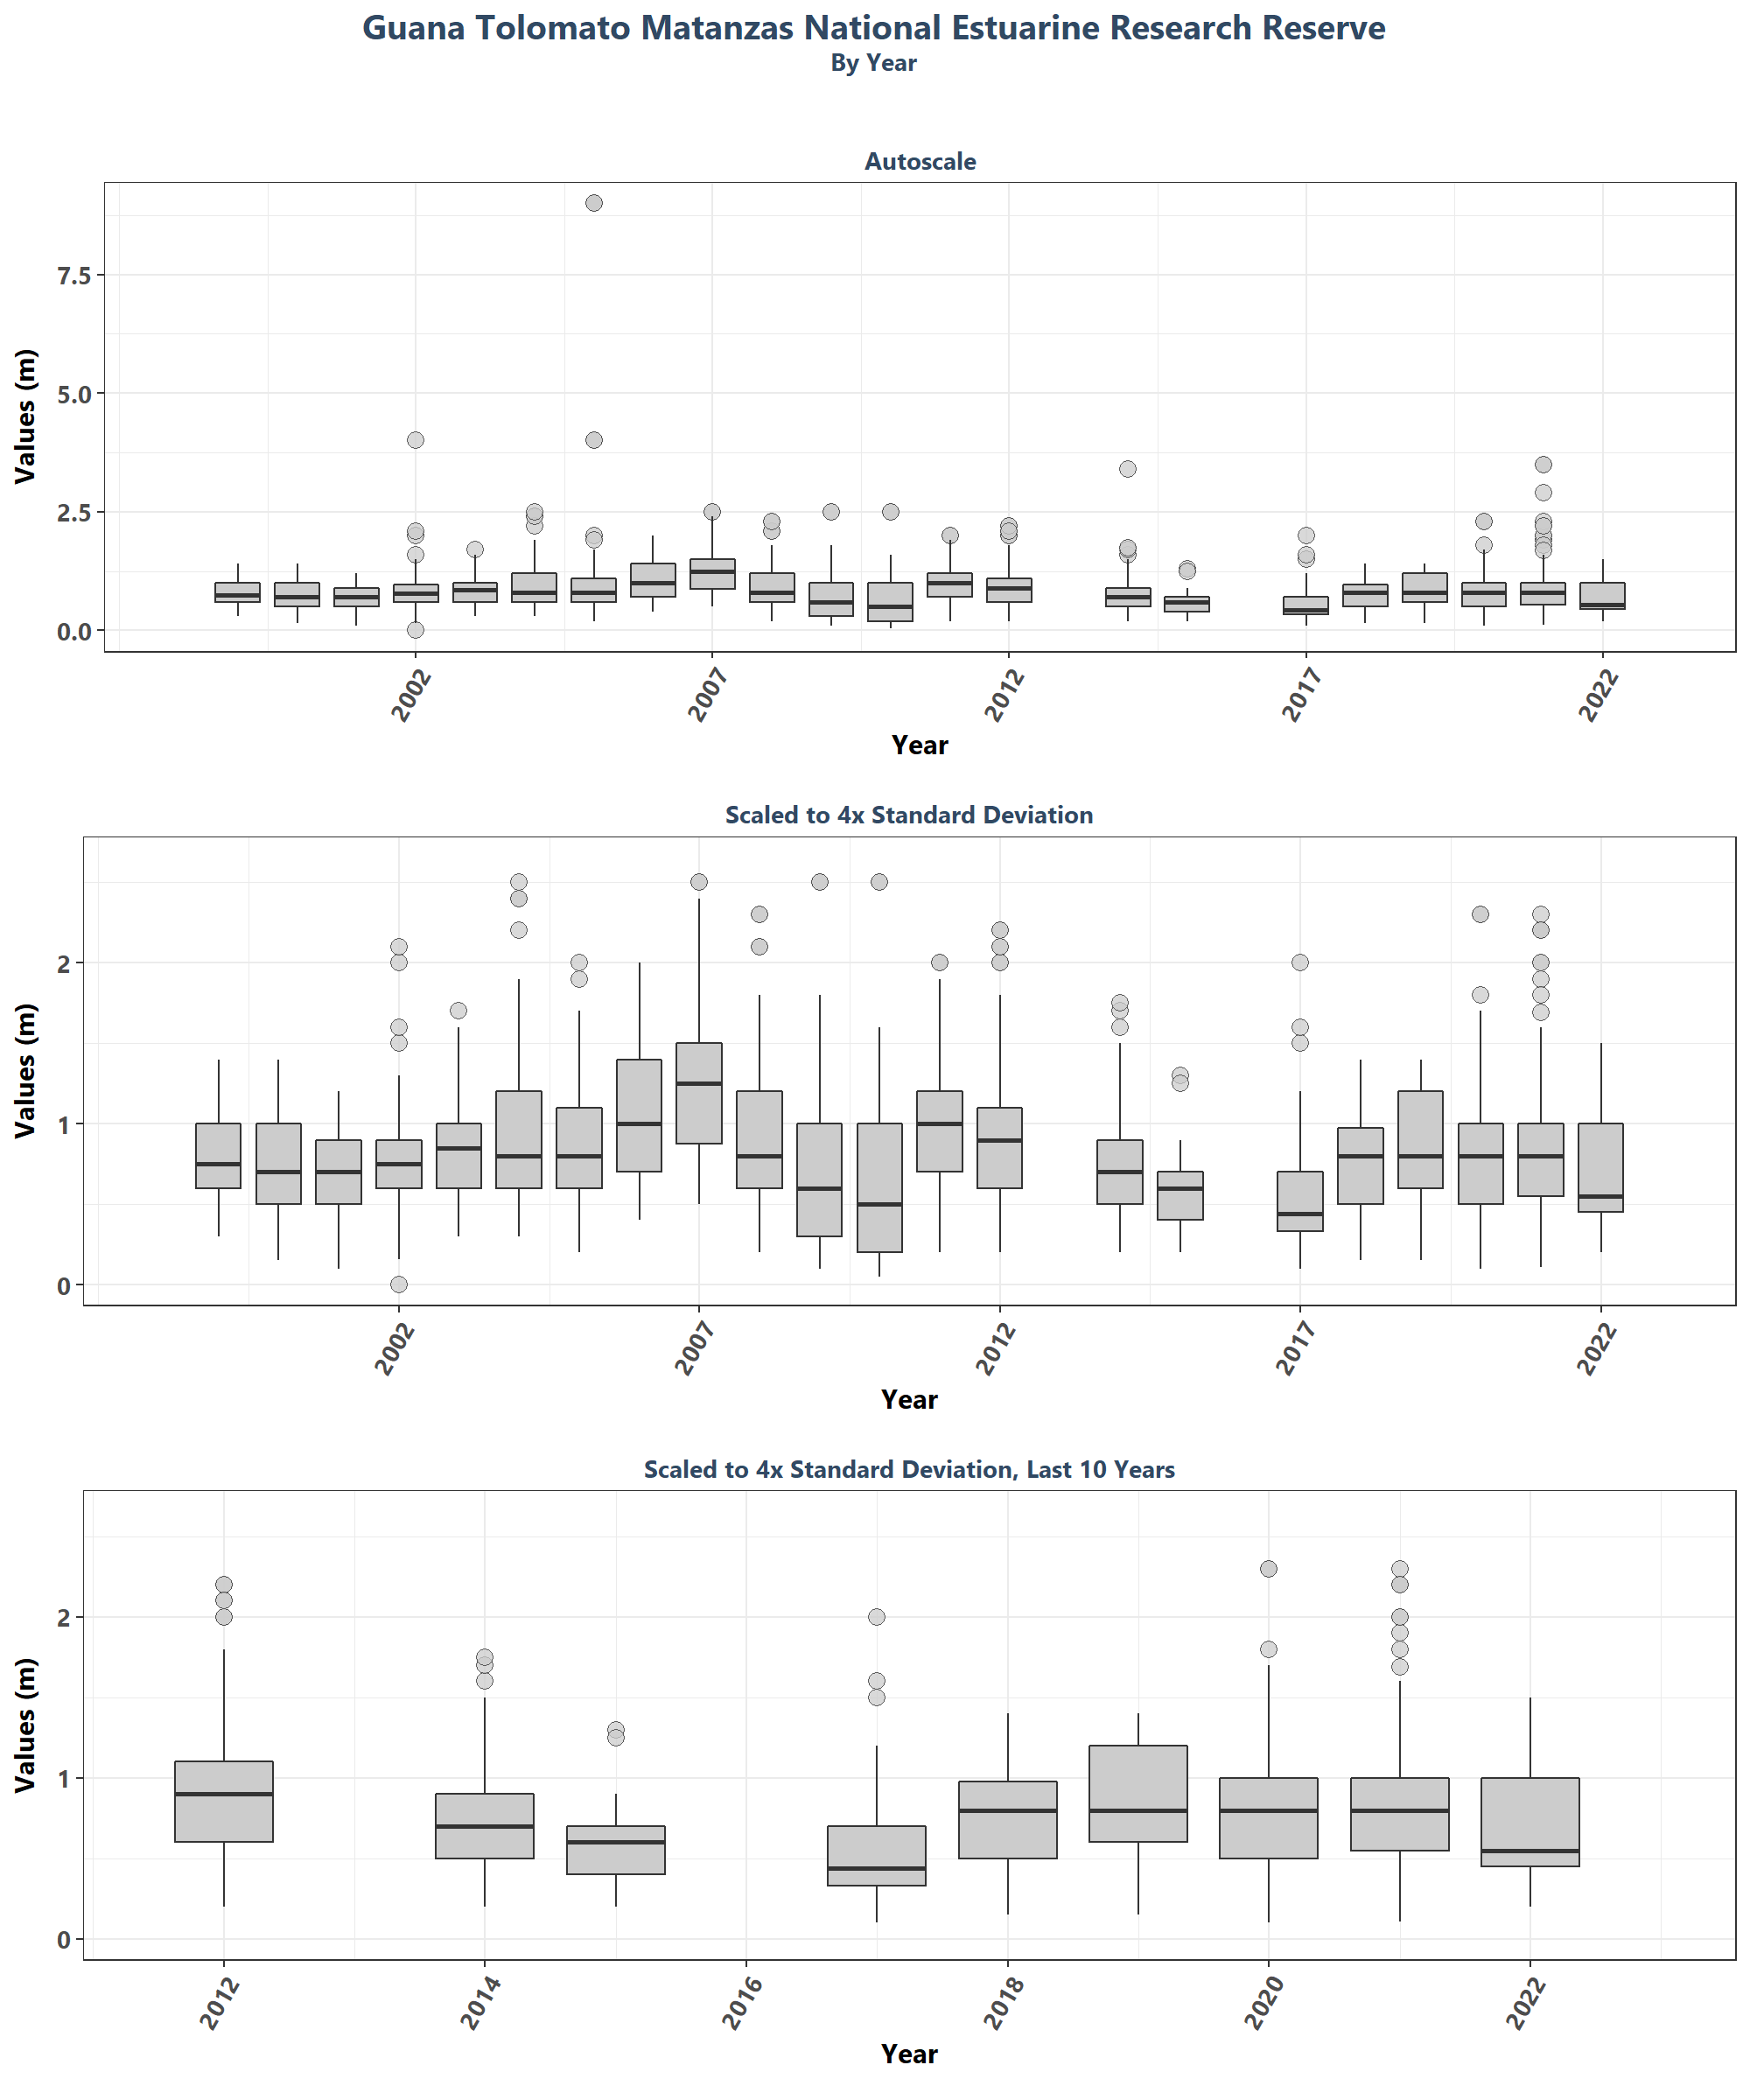 Guana Tolomato Matanzas National Estuarine Research Reserve
By Year
Autoscale
Values (m)
7.5
5.0
2.5
0.0
2002
2007
2012
2017
2022
Year
Scaled to 4x Standard Deviation
Values (m)
2
1
0
2002
2007
2012
2017
2022
Year
Scaled to 4x Standard Deviation, Last 10 Years
Values (m)
2
1
0
2012
2014
2016
2018
2020
2022
Year